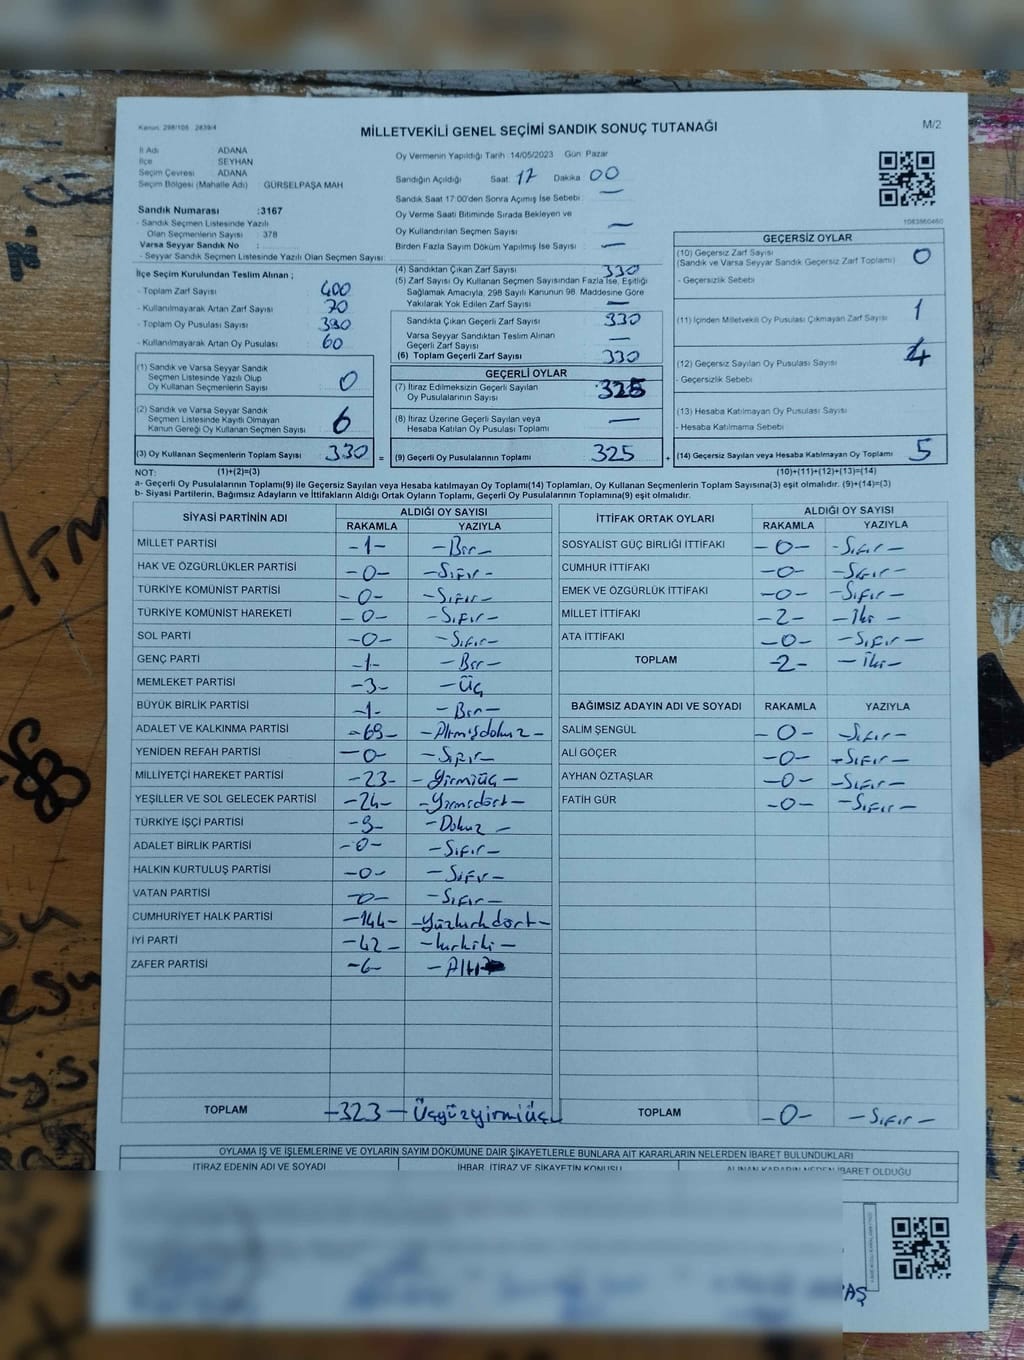 Kanun: 298/105 2839/4
MİLLETVEKİLİ GENEL SEÇİMİ SANDIK SONUÇ TUTANAĞI
M/2
İl Adı : ADANA
İlçe : SEYHAN
Seçim Çevresi : ADANA
Seçim Bölgesi (Mahalle Adı) GÜRSELPAŞA MAH
Sandık Numarası :3167
- Sandık Seçmen Listesinde Yazılı
Olan Seçmenlerin Sayısı : 378
Varsa Seyyar Sandık No :
- Seyyar Sandık Seçmen Listesinde Yazılı Olan Seçmen Sayısı:
Oy Vermenin Yapıldığı Tarih :14/05/2023 Gün: Pazar
Sandığın Açıldığı Saat: 17 Dakika: 00
Sandık Saat 17:00'den Sonra Açılmış İse Sebebi: —
Oy Verme Saati Bitiminde Sırada Bekleyen ve
Oy Kullandırılan Seçmen Sayısı —
Birden Fazla Sayım Döküm Yapılmış İse Sayısı : —
1083860460
İlçe Seçim Kurulundan Teslim Alınan ;
- Toplam Zarf Sayısı 400
- Kullanılmayarak Artan Zarf Sayısı 70
- Toplam Oy Pusulası Sayısı 390
- Kullanılmayarak Artan Oy Pusulası 60
(1) Sandık ve Varsa Seyyar Sandık
Seçmen Listesinde Yazılı Olup
Oy Kullanan Seçmenlerin Sayısı 0
(2) Sandık ve Varsa Seyyar Sandık
Seçmen Listesinde Kayıtlı Olmayan
Kanun Gereği Oy Kullanan Seçmen Sayısı 6
(3) Oy Kullanan Seçmenlerin Toplam Sayısı 330 =
(4) Sandıktan Çıkan Zarf Sayısı 330
(5) Zarf Sayısı Oy Kullanan Seçmen Sayısından Fazla İse, Eşitliği
Sağlamak Amacıyla, 298 Sayılı Kanunun 98. Maddesine Göre
Yakılarak Yok Edilen Zarf Sayısı —
Sandıkta Çıkan Geçerli Zarf Sayısı 330
Varsa Seyyar Sandıktan Teslim Alınan
Geçerli Zarf Sayısı —
(6) Toplam Geçerli Zarf Sayısı 330
GEÇERLİ OYLAR
(7) İtiraz Edilmeksizin Geçerli Sayılan
Oy Pusulalarının Sayısı 325
(8) İtiraz Üzerine Geçerli Sayılan veya
Hesaba Katılan Oy Pusulası Toplamı —
(9) Geçerli Oy Pusulalarının Toplamı 325 +
GEÇERSİZ OYLAR
(10) Geçersiz Zarf Sayısı 0
(Sandık ve Varsa Seyyar Sandık Geçersiz Zarf Toplamı)
- Geçersizlik Sebebi
(11) İçinden Milletvekili Oy Pusulası Çıkmayan Zarf Sayısı 1
(12) Geçersiz Sayılan Oy Pusulası Sayısı 4
- Geçersizlik Sebebi
(13) Hesaba Katılmayan Oy Pusulası Sayısı
- Hesaba Katılmama Sebebi
(14) Geçersiz Sayılan veya Hesaba Katılmayan Oy Toplamı 5
NOT: (1)+(2)=(3) (10)+(11)+(12)+(13)=(14)
a- Geçerli Oy Pusulalarının Toplamı(9) ile Geçersiz Sayılan veya Hesaba katılmayan Oy Toplamı(14) Toplamları, Oy Kullanan Seçmenlerin Toplam Sayısına(3) eşit olmalıdır. (9)+(14)=(3)
b- Siyasi Partilerin, Bağımsız Adayların ve İttifakların Aldığı Ortak Oyların Toplamı, Geçerli Oy Pusulalarının Toplamına(9) eşit olmalıdır.
SİYASİ PARTİNİN ADI ALDIĞI OY SAYISI
RAKAMLA YAZIYLA
MİLLET PARTİSİ -1- -Bir-
HAK VE ÖZGÜRLÜKLER PARTİSİ -0- -Sıfır-
TÜRKİYE KOMÜNİST PARTİSİ -0- -Sıfır-
TÜRKİYE KOMÜNİST HAREKETİ -0- -Sıfır-
SOL PARTİ -0- -Sıfır-
GENÇ PARTİ -1- -Bir-
MEMLEKET PARTİSİ -3- -Üç
BÜYÜK BİRLİK PARTİSİ -1- -Bir-
ADALET VE KALKINMA PARTİSİ -69- -Altmışdokuz-
YENİDEN REFAH PARTİSİ -0- -Sıfır-
MİLLİYETÇİ HAREKET PARTİSİ -23- -Yirmiüç-
YEŞİLLER VE SOL GELECEK PARTİSİ -24- -Yirmidört-
TÜRKİYE İŞÇİ PARTİSİ -9- -Dokuz-
ADALET BİRLİK PARTİSİ -0- -Sıfır-
HALKIN KURTULUŞ PARTİSİ -0- -Sıfır-
VATAN PARTİSİ -0- -Sıfır-
CUMHURİYET HALK PARTİSİ -144- -Yüzkırkdört-
İYİ PARTİ -42- -kırkiki-
ZAFER PARTİSİ -6- -Altı
TOPLAM -323- Üçyüzyirmiüç
İTTİFAK ORTAK OYLARI ALDIĞI OY SAYISI
RAKAMLA YAZIYLA
SOSYALİST GÜÇ BİRLİĞİ İTTİFAKI -0- -Sıfır-
CUMHUR İTTİFAKI -0- -Sıfır-
EMEK VE ÖZGÜRLÜK İTTİFAKI -0- -Sıfır-
MİLLET İTTİFAKI -2- -İki-
ATA İTTİFAKI -0- -Sıfır-
TOPLAM -2- -İki-
BAĞIMSIZ ADAYIN ADI VE SOYADI RAKAMLA YAZIYLA
SALİM ŞENGÜL -0- -Sıfır-
ALİ GÖÇER -0- -Sıfır-
AYHAN ÖZTAŞLAR -0- -Sıfır-
FATİH GÜR -0- -Sıfır-
TOPLAM -0- -Sıfır-
OYLAMA İŞ VE İŞLEMLERİNE VE OYLARIN SAYIM DÖKÜMÜNE DAİR ŞİKAYETLERLE BUNLARA AİT KARARLARIN NELERDEN İBARET BULUNDUKLARI
İTİRAZ EDENİN ADI VE SOYADI İHBAR, İTİRAZ VE ŞİKAYETİN KONUSU ALINAN KARARIN NEDEN İBARET OLDUĞU